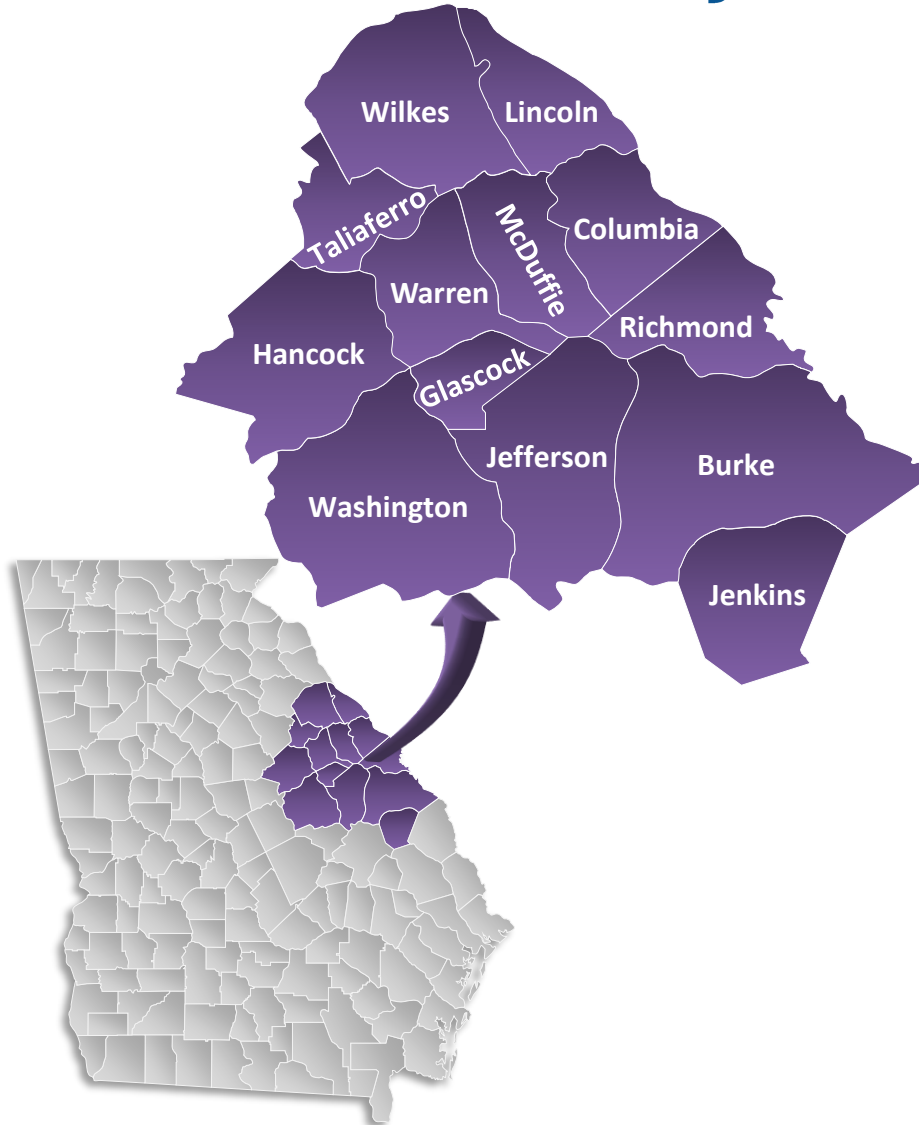 Wilkes
Lincoln
Taliaferro
McDuffie
Columbia
Warren
Richmond
Hancock
Glascock
Jefferson
Burke
Washington
Jenkins